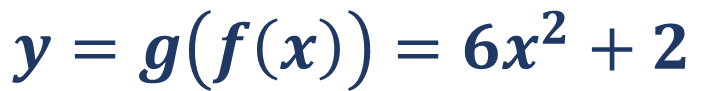 y = g(f(x)) = 6x² + 2